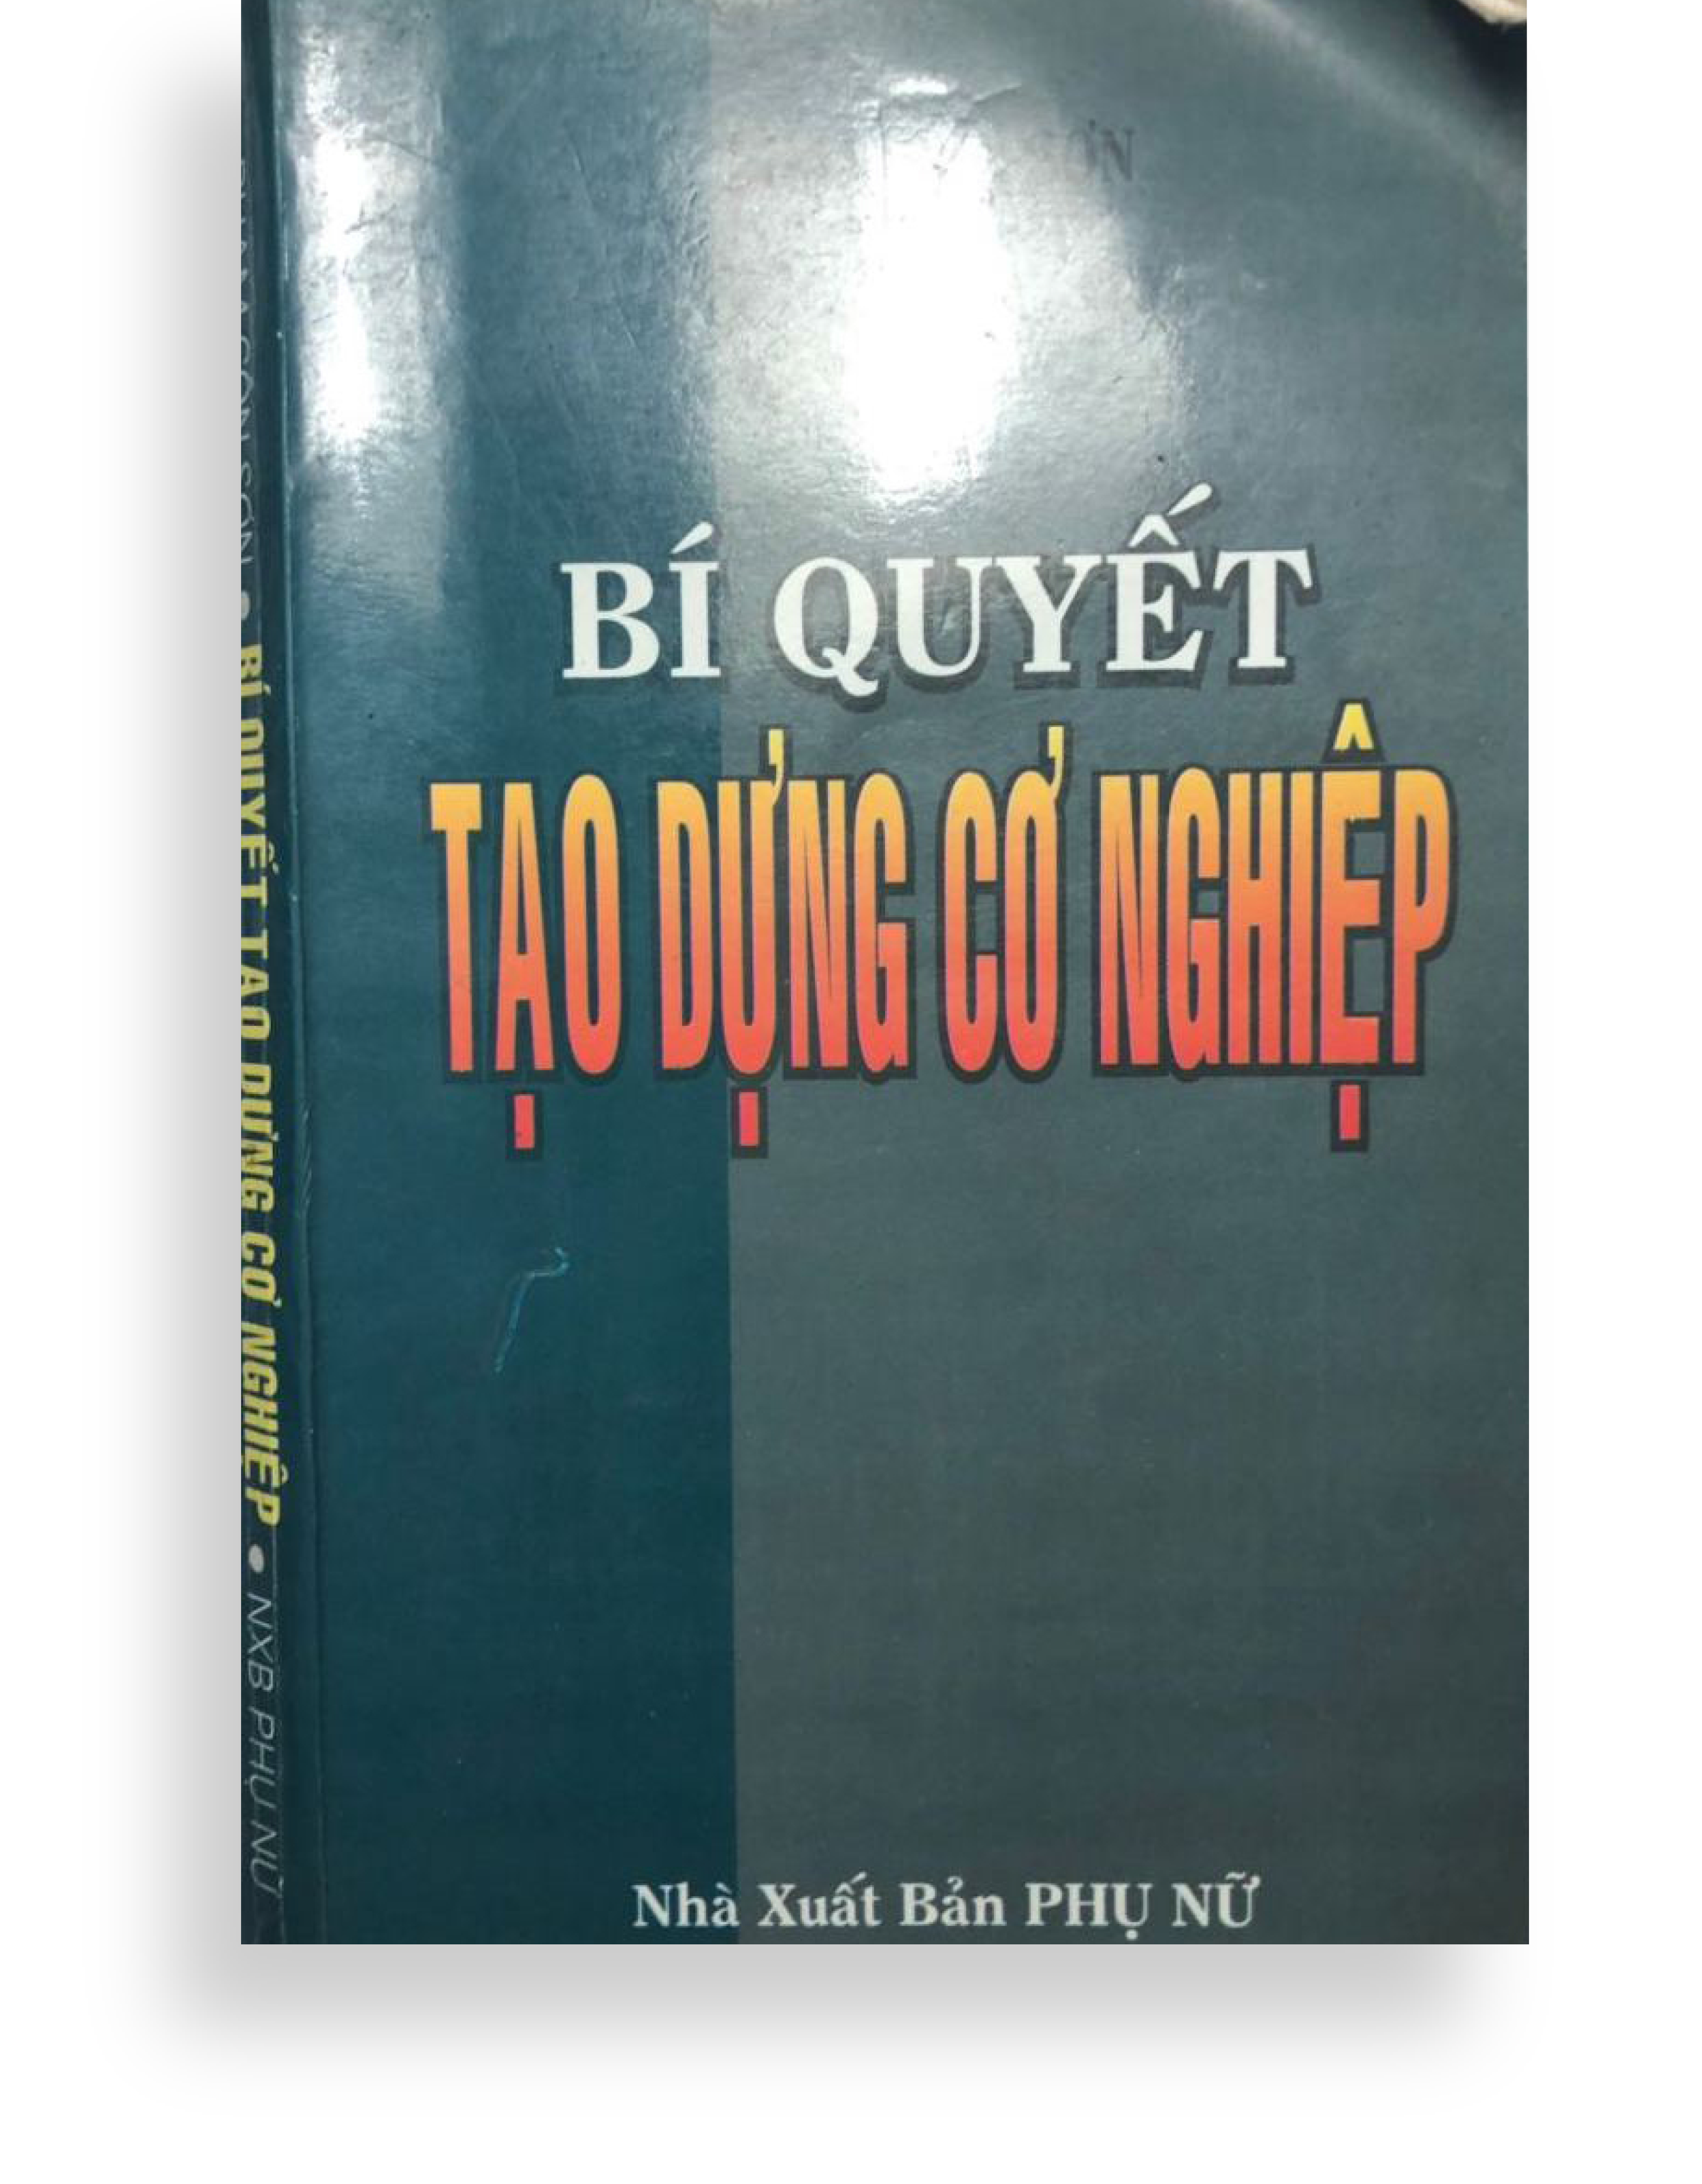 BÍ QUYẾT
TẠO DỰNG CƠ NGHIỆP
Nhà Xuất Bản PHỤ NỮ
SƠN • BÍ QUYẾT TẠO DỰNG CƠ NGHIỆP • NXB PHỤ NỮ